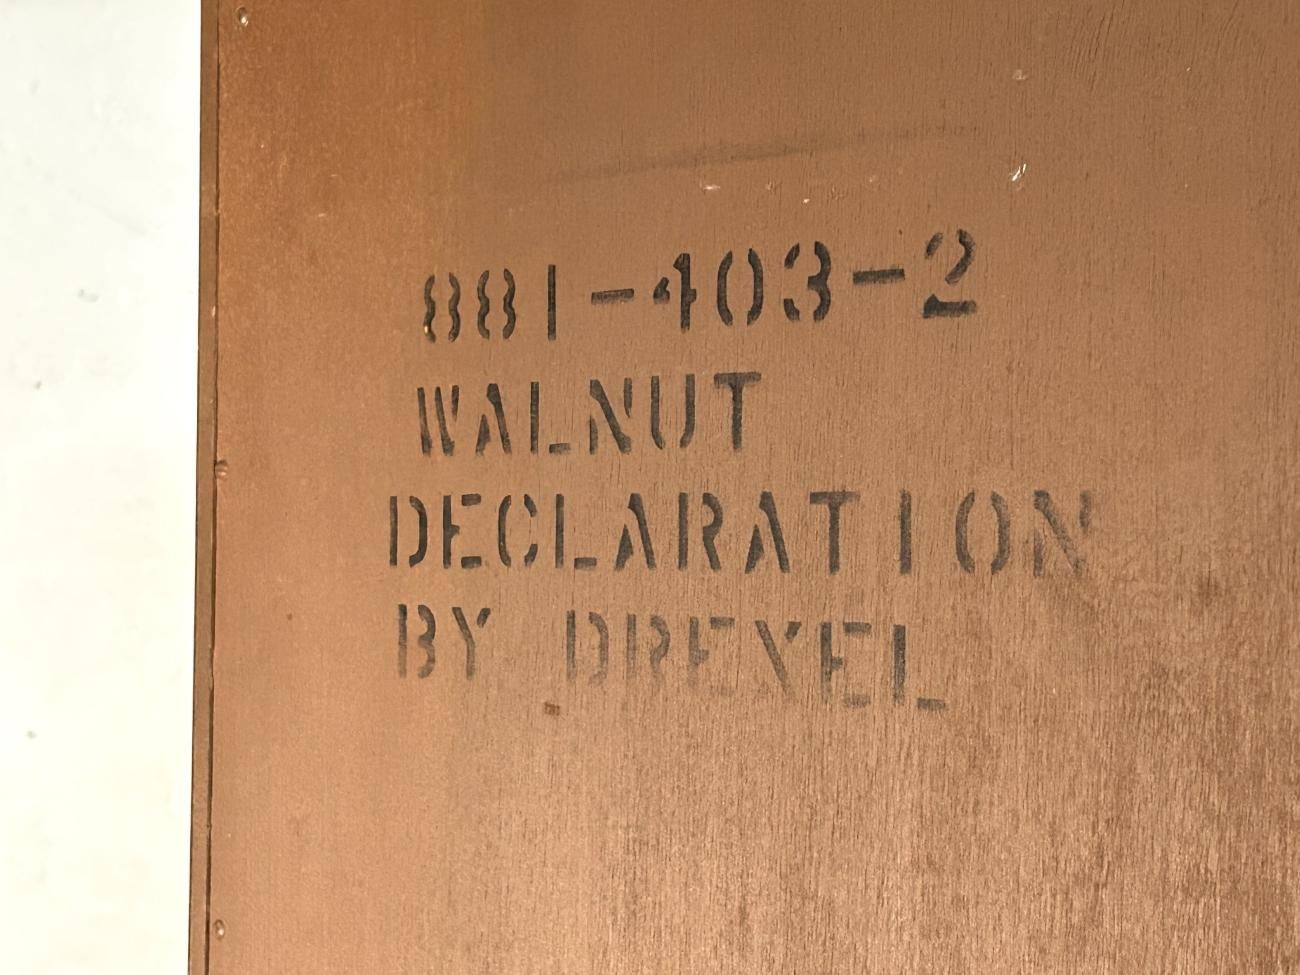 881-403-2
WALNUT
DECLARATION
BY DREXEL